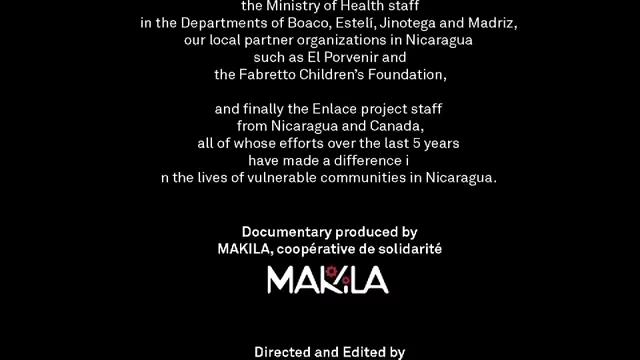 the Ministry of Health staff
in the Departments of Boaco, Estelí, Jinotega and Madriz,
our local partner organizations in Nicaragua
such as El Porvenir and
the Fabretto Children's Foundation,
and finally the Enlace project staff
from Nicaragua and Canada,
all of whose efforts over the last 5 years
have made a difference i
n the lives of vulnerable communities in Nicaragua.
Documentary produced by
MAKILA, coopérative de solidarité
MAKILA
Directed and Edited by